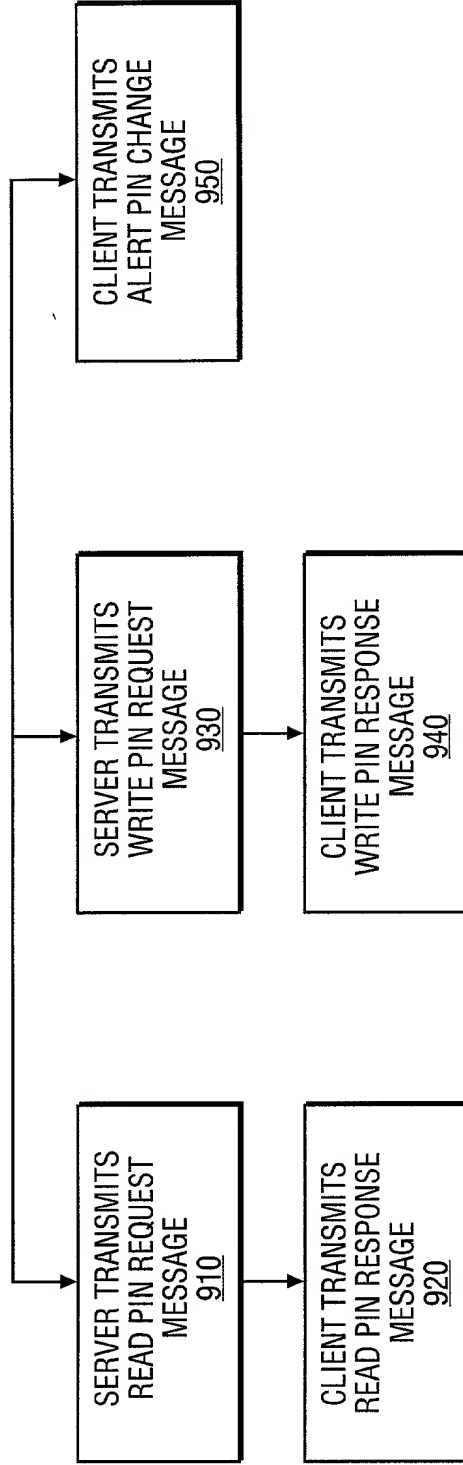 SERVER TRANSMITS
READ PIN REQUEST
MESSAGE
910
CLIENT TRANSMITS
READ PIN RESPONSE
MESSAGE
920
SERVER TRANSMITS
WRITE PIN REQUEST
MESSAGE
930
CLIENT TRANSMITS
WRITE PIN RESPONSE
MESSAGE
940
CLIENT TRANSMITS
ALERT PIN CHANGE
MESSAGE
950